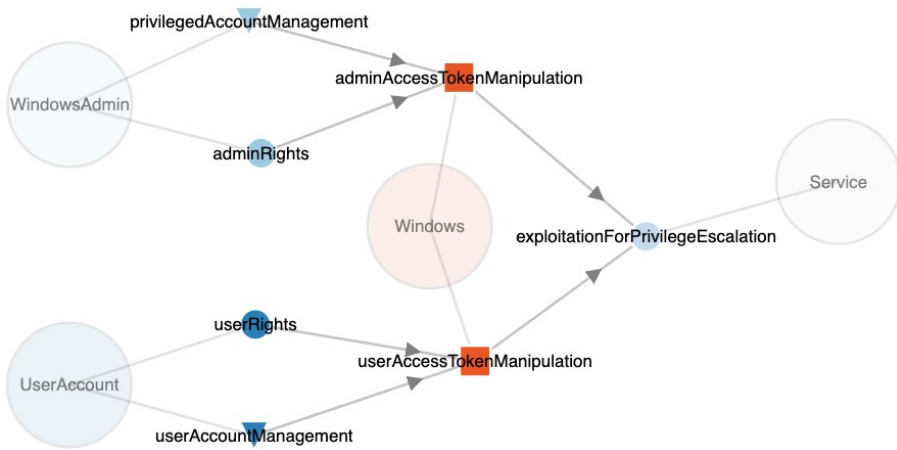 privilegedAccountManagement
adminAccessTokenManipulation
WindowsAdmin
adminRights
Service
Windows
exploitationForPrivilegeEscalation
userRights
userAccessTokenManipulation
UserAccount
userAccountManagement